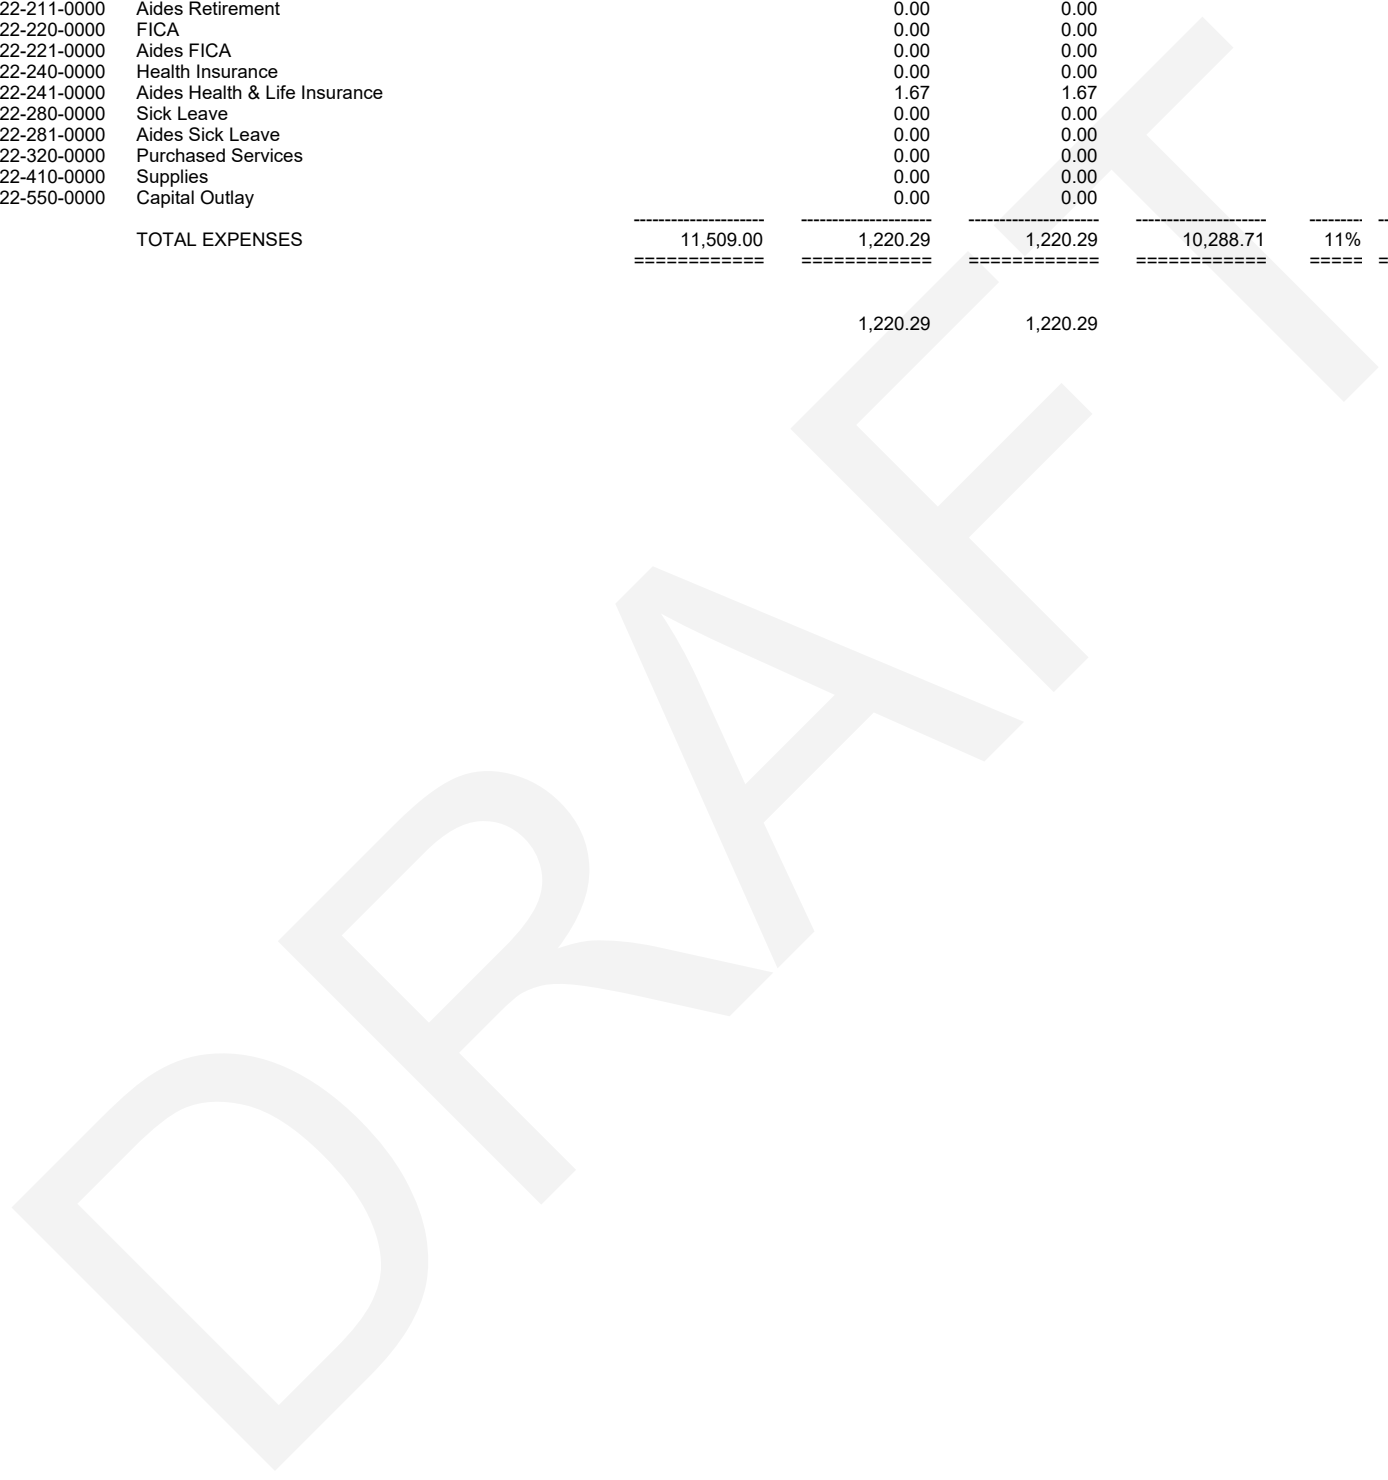 22-211-0000 Aides Retirement 0.00 0.00
22-220-0000 FICA 0.00 0.00
22-221-0000 Aides FICA 0.00 0.00
22-240-0000 Health Insurance 0.00 0.00
22-241-0000 Aides Health & Life Insurance 1.67 1.67
22-280-0000 Sick Leave 0.00 0.00
22-281-0000 Aides Sick Leave 0.00 0.00
22-320-0000 Purchased Services 0.00 0.00
22-410-0000 Supplies 0.00 0.00
22-550-0000 Capital Outlay 0.00 0.00
--------------------- --------------------- --------------------- --------------------- -------- --
TOTAL EXPENSES 11,509.00 1,220.29 1,220.29 10,288.71 11%
============ ============ ============ ============ ===== =
1,220.29 1,220.29
DRAFT